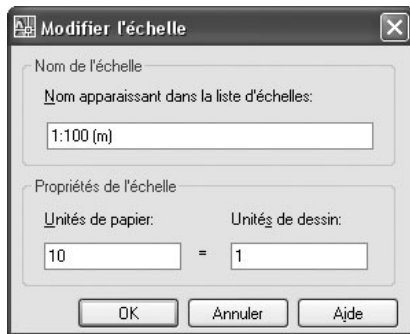 Modifier l'échelle
Nom de l'échelle
Nom apparaissant dans la liste d'échelles:
1:100 (m)
Propriétés de l'échelle
Unités de papier: Unités de dessin:
10 = 1
OK Annuler Aide